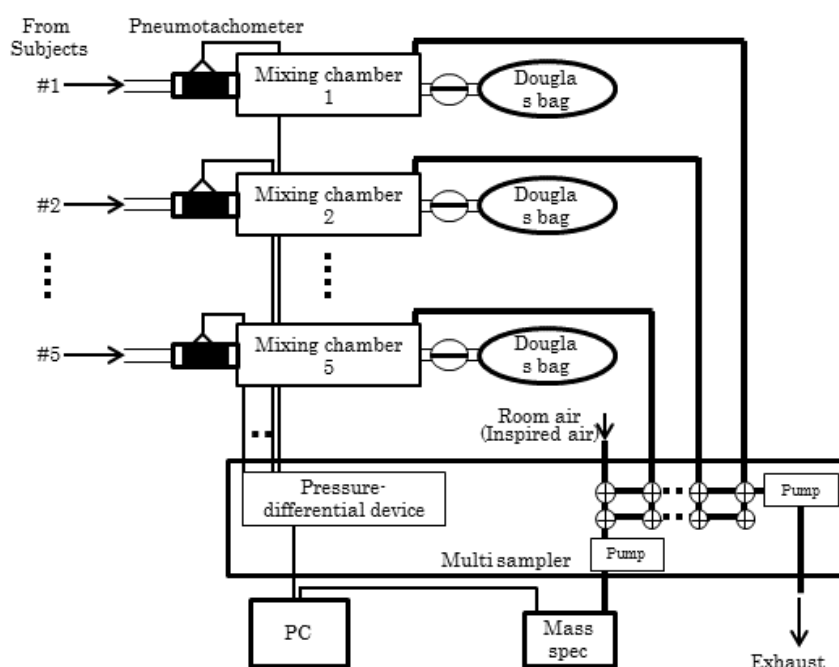 From
Subjects
Pneumotachometer
#1
Mixing chamber
1
Dougla
s bag
#2
Mixing chamber
2
Dougla
s bag
#5
Mixing chamber
5
Dougla
s bag
Room air
(Inspired air)
Pressure-
differential device
Pump
Pump
Multi sampler
PC
Mass
spec
Exhaust